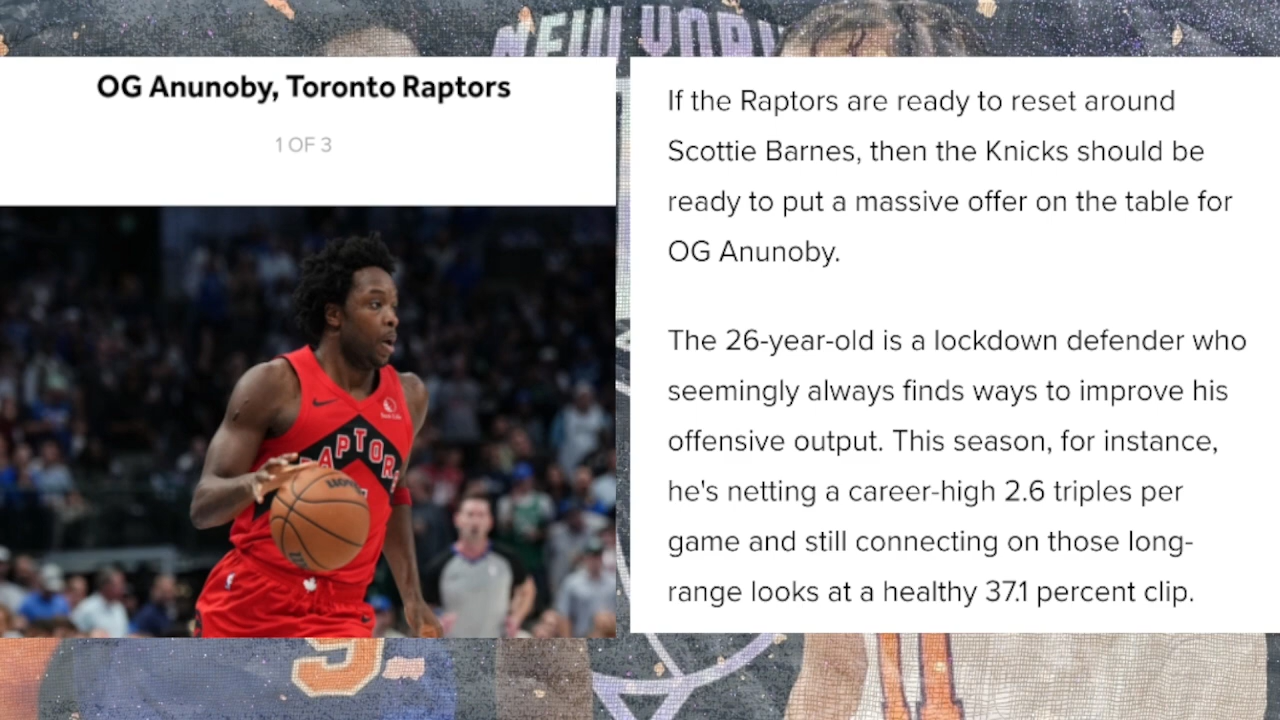 NEW YORK
OG Anunoby, Toronto Raptors
1 OF 3
RAPTORS
If the Raptors are ready to reset around
Scottie Barnes, then the Knicks should be
ready to put a massive offer on the table for
OG Anunoby.
The 26-year-old is a lockdown defender who
seemingly always finds ways to improve his
offensive output. This season, for instance,
he's netting a career-high 2.6 triples per
game and still connecting on those long-
range looks at a healthy 37.1 percent clip.